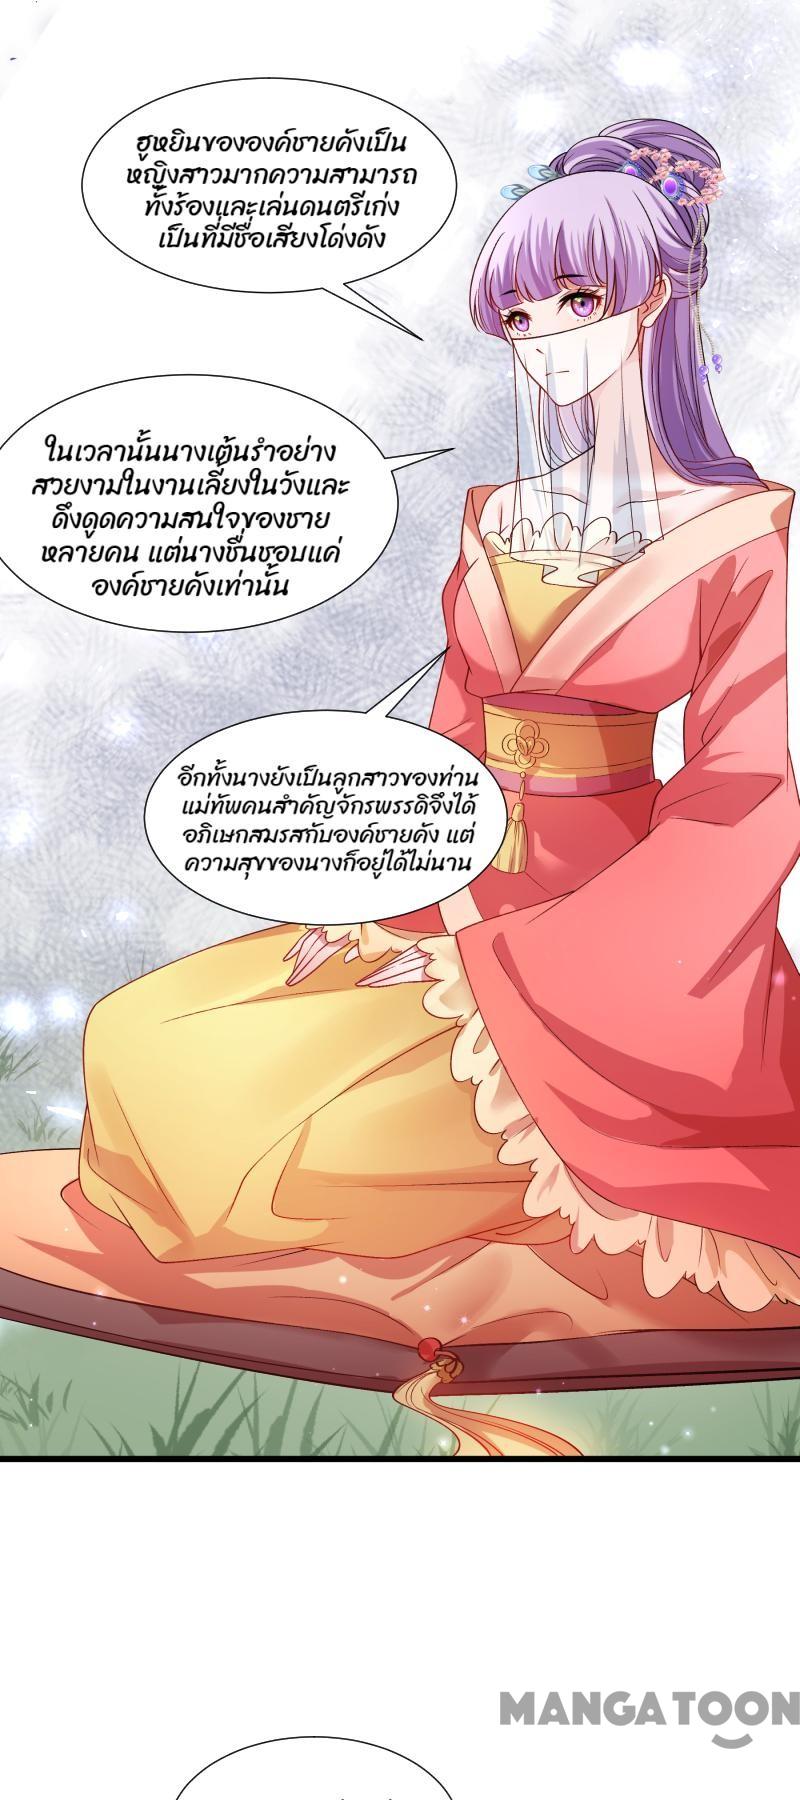 ฮูหยินขององค์ชายคังเป็น
หญิงสาวมากความสามารถ
ทั้งร้องและเล่นดนตรีเก่ง
เป็นที่มีชื่อเสียงโด่งดัง
ในเวลานั้นนางเต้นรำอย่าง
สวยงามในงานเลี้ยงในวังและ
ดึงดูดความสนใจของชาย
หลายคน แต่นางชื่นชอบแค่
องค์ชายคังเท่านั้น
อีกทั้งนางยังเป็นลูกสาวของท่าน
แม่ทัพคนสำคัญจักรพรรดิจึงได้
อภิเษกสมรสกับองค์ชายคัง แต่
ความสุขของนางก็อยู่ได้ไม่นาน
MANGA TOON